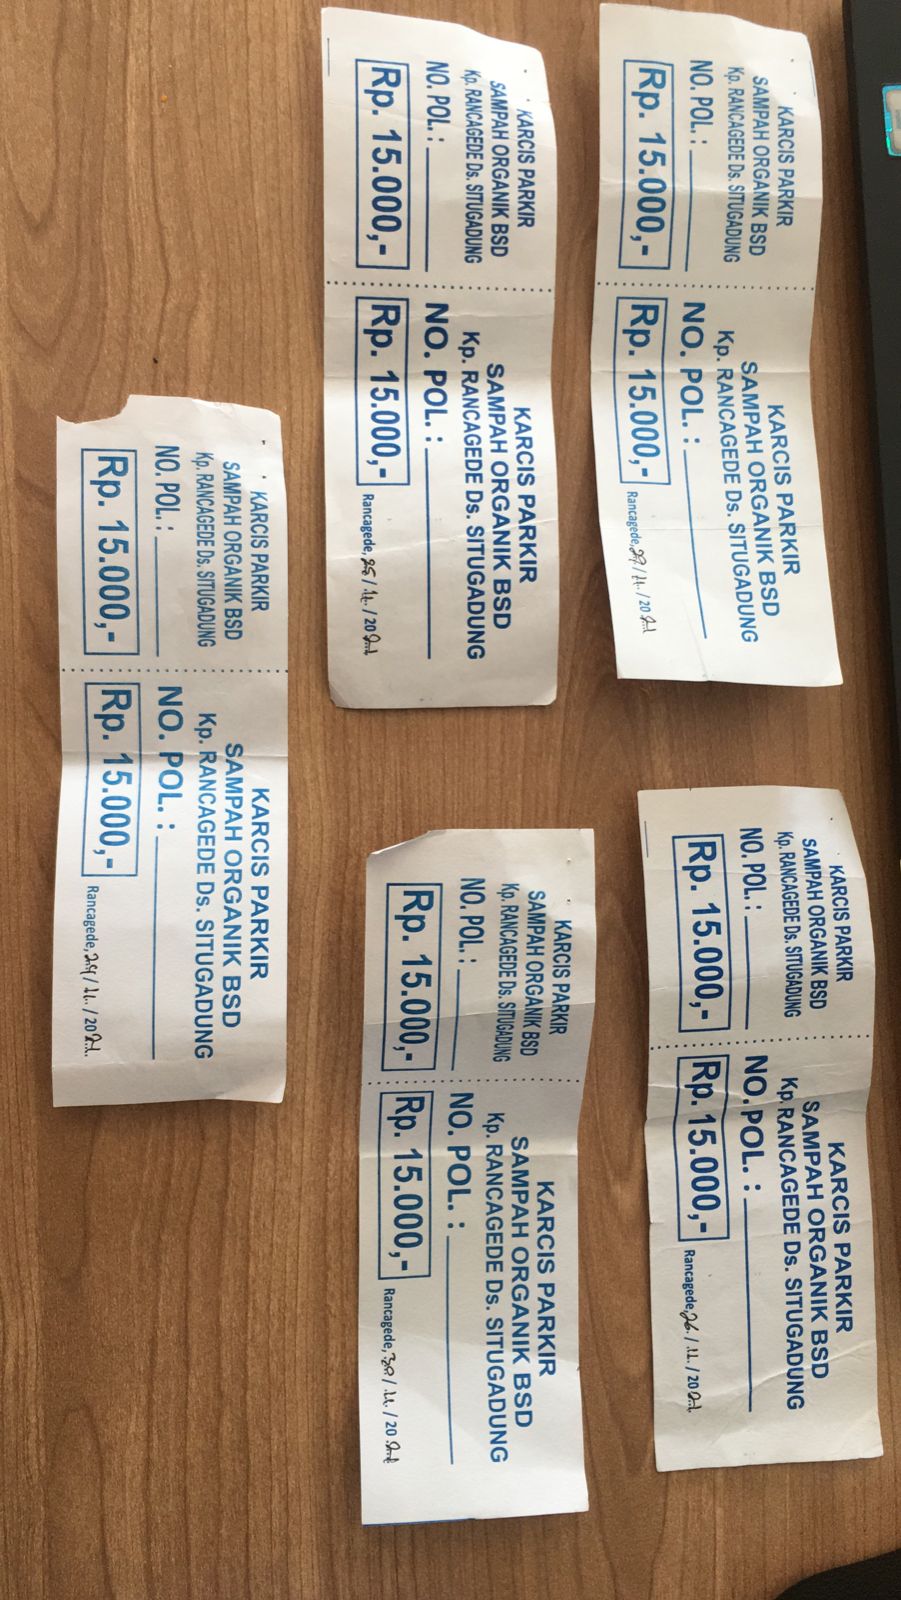 KARCIS PARKIR
SAMPAH ORGANIK BSD
Kp. RANCAGEDE Ds. SITUGADUNG
NO. POL. :
Rp. 15.000,-
KARCIS PARKIR
SAMPAH ORGANIK BSD
Kp. RANCAGEDE Ds. SITUGADUNG
NO. POL. :
Rp. 15.000,-
Rancagede, 29 / 11 / 2021
KARCIS PARKIR
SAMPAH ORGANIK BSD
Kp. RANCAGEDE Ds. SITUGADUNG
NO. POL. :
Rp. 15.000,-
KARCIS PARKIR
SAMPAH ORGANIK BSD
Kp. RANCAGEDE Ds. SITUGADUNG
NO. POL. :
Rp. 15.000,-
Rancagede, 26 / 11 / 2021
KARCIS PARKIR
SAMPAH ORGANIK BSD
Kp. RANCAGEDE Ds. SITUGADUNG
NO. POL. :
Rp. 15.000,-
KARCIS PARKIR
SAMPAH ORGANIK BSD
Kp. RANCAGEDE Ds. SITUGADUNG
NO. POL. :
Rp. 15.000,-
Rancagede, 25 / 11 / 2021
KARCIS PARKIR
SAMPAH ORGANIK BSD
Kp. RANCAGEDE Ds. SITUGADUNG
NO. POL. :
Rp. 15.000,-
KARCIS PARKIR
SAMPAH ORGANIK BSD
Kp. RANCAGEDE Ds. SITUGADUNG
NO. POL. :
Rp. 15.000,-
Rancagede, 30 / 11 / 2021
KARCIS PARKIR
SAMPAH ORGANIK BSD
Kp. RANCAGEDE Ds. SITUGADUNG
NO. POL. :
Rp. 15.000,-
KARCIS PARKIR
SAMPAH ORGANIK BSD
Kp. RANCAGEDE Ds. SITUGADUNG
NO. POL. :
Rp. 15.000,-
Rancagede, 24 / 11 / 2021